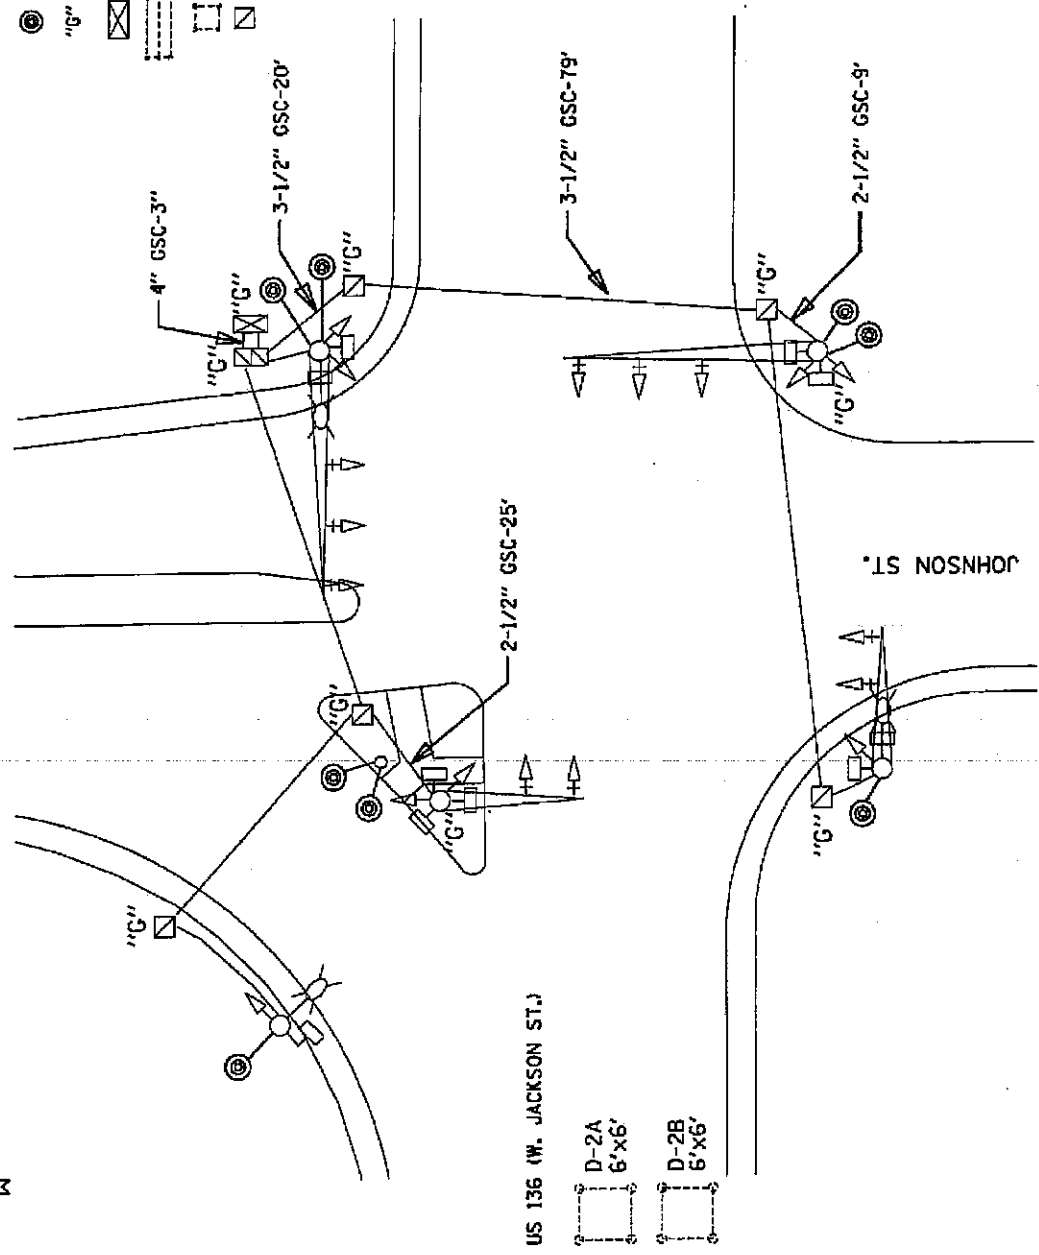 "G"
4" GSC-3"
3-1/2" GSC-20'
"G"
"G"
"G"
3-1/2" GSC-79'
"G"
2-1/2" GSC-9'
"G"
2-1/2" GSC-25'
"G"
"G"
"G"
"G"
JOHNSON ST.
US 136 (W. JACKSON ST.)
D-2A
6'x6'
D-2B
6'x6'
M